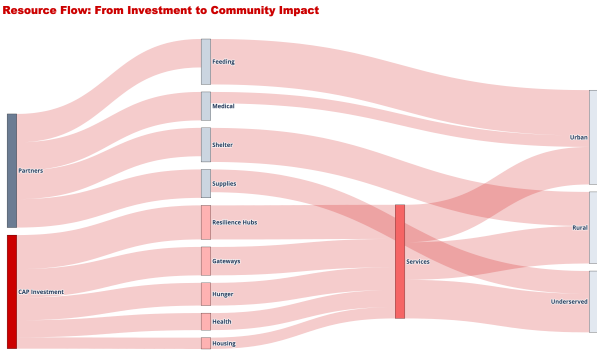 Resource Flow: From Investment to Community Impact
Feeding
Medical
Urban
Shelter
Partners
Supplies
Resilience Hubs
Rural
Gateways
Services
CAP Investment
Hunger
Underserved
Health
Housing